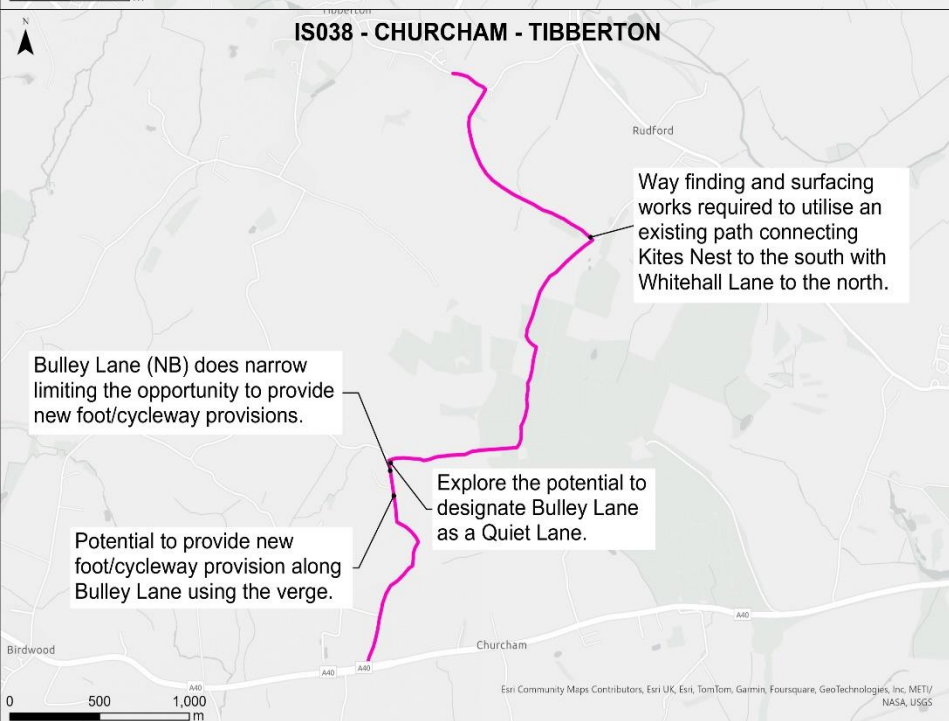 m
Tibberton
N
IS038 - CHURCHAM - TIBBERTON
Rudford
Way finding and surfacing
works required to utilise an
existing path connecting
Kites Nest to the south with
Whitehall Lane to the north.
Bulley Lane (NB) does narrow
limiting the opportunity to provide
new foot/cycleway provisions.
Explore the potential to
designate Bulley Lane
as a Quiet Lane.
Potential to provide new
foot/cycleway provision along
Bulley Lane using the verge.
A40
Churcham
Birdwood
A40
A40
A40
Esri Community Maps Contributors, Esri UK, Esri, TomTom, Garmin, Foursquare, GeoTechnologies, Inc, METI/
NASA, USGS
0 500 1,000
m